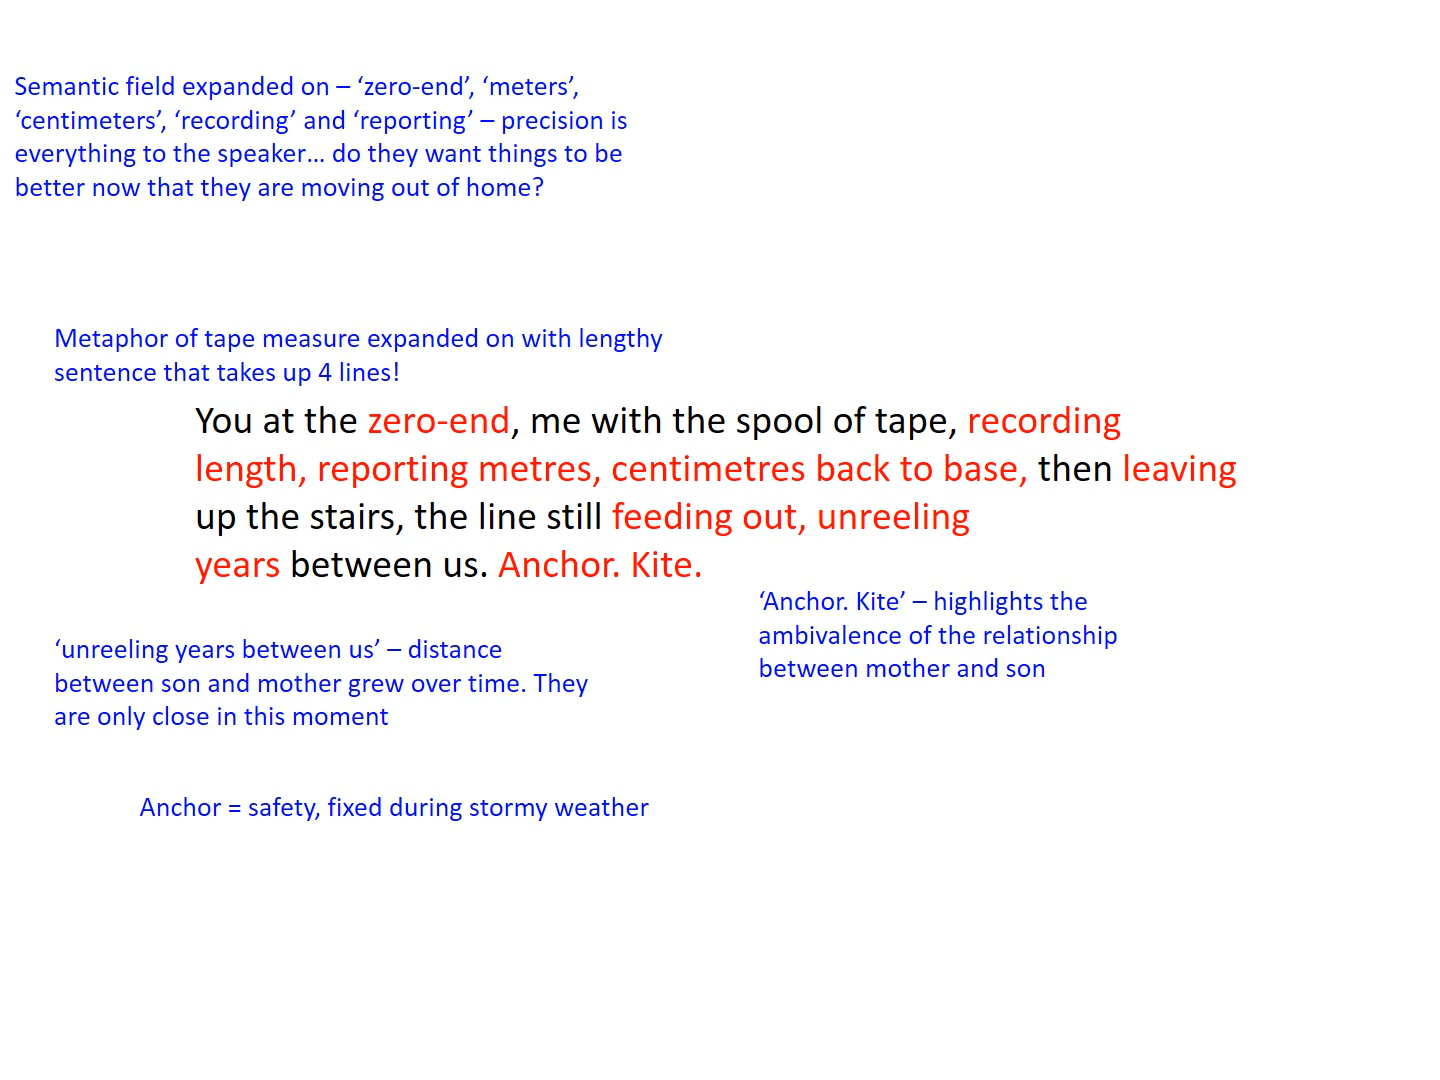 Semantic field expanded on – ‘zero-end’, ‘meters’,
‘centimeters’, ‘recording’ and ‘reporting’ – precision is
everything to the speaker… do they want things to be
better now that they are moving out of home?
Metaphor of tape measure expanded on with lengthy
sentence that takes up 4 lines!
You at the zero-end, me with the spool of tape, recording
length, reporting metres, centimetres back to base, then leaving
up the stairs, the line still feeding out, unreeling
years between us. Anchor. Kite.
‘Anchor. Kite’ – highlights the
ambivalence of the relationship
between mother and son
‘unreeling years between us’ – distance
between son and mother grew over time. They
are only close in this moment
Anchor = safety, fixed during stormy weather